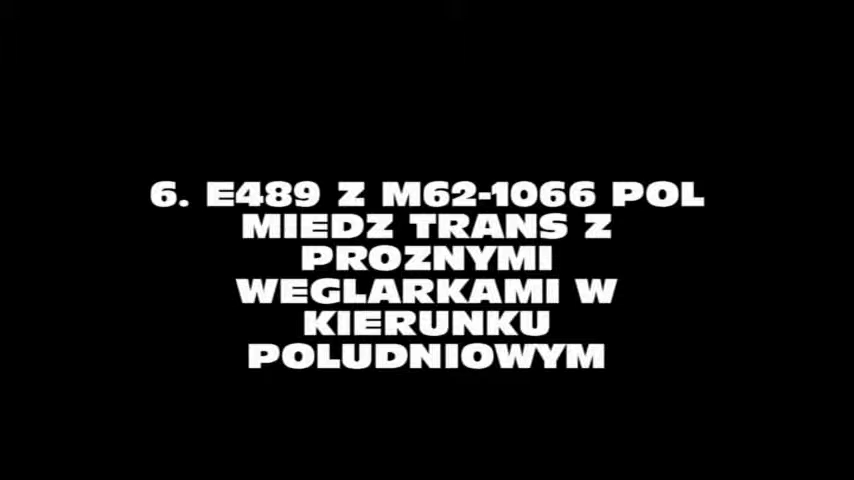 6. E489 Z M62-1066 POL
MIEDZ TRANS Z
PROZNYMI
WEGLARKAMI W
KIERUNKU
POLUDNIOWYM